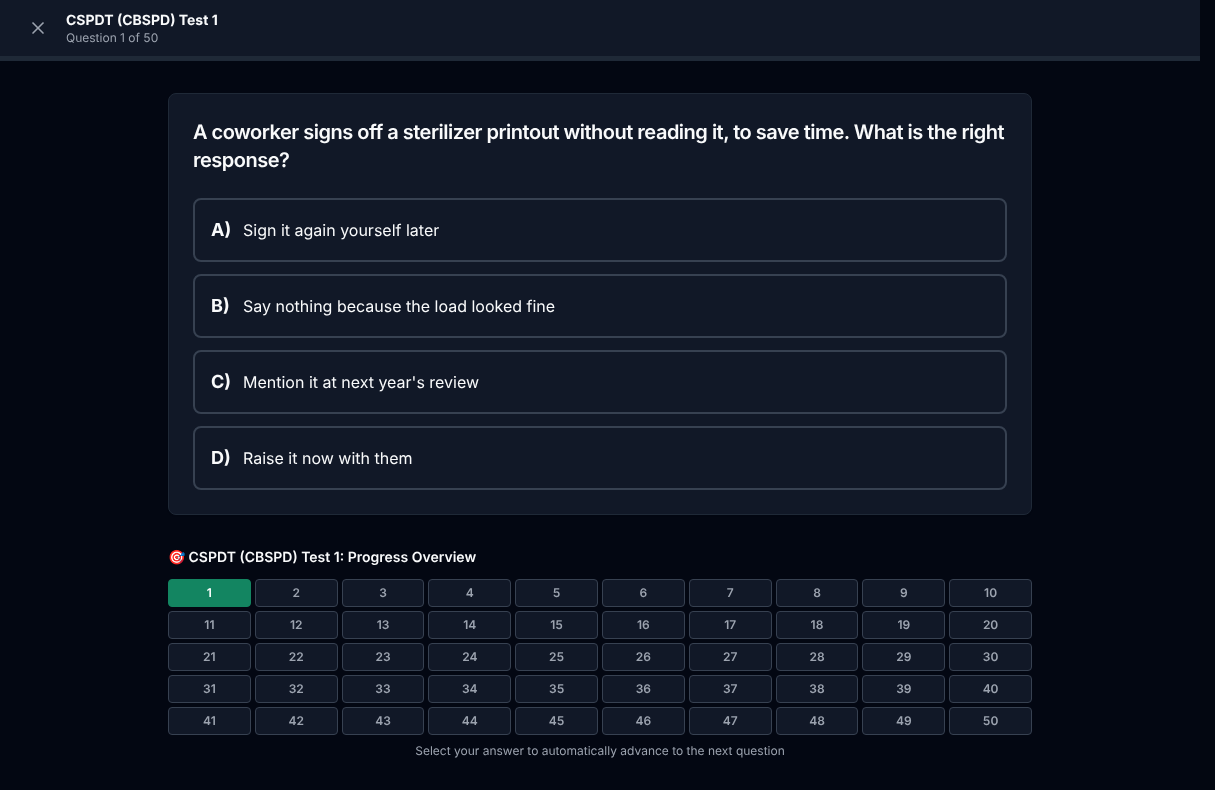 CSPDT (CBSPD) Test 1
Question 1 of 50
A coworker signs off a sterilizer printout without reading it, to save time. What is the right
response?
A) Sign it again yourself later
B) Say nothing because the load looked fine
C) Mention it at next year's review
D) Raise it now with them
🎯 CSPDT (CBSPD) Test 1: Progress Overview
1 2 3 4 5 6 7 8 9 10
11 12 13 14 15 16 17 18 19 20
21 22 23 24 25 26 27 28 29 30
31 32 33 34 35 36 37 38 39 40
41 42 43 44 45 46 47 48 49 50
Select your answer to automatically advance to the next question